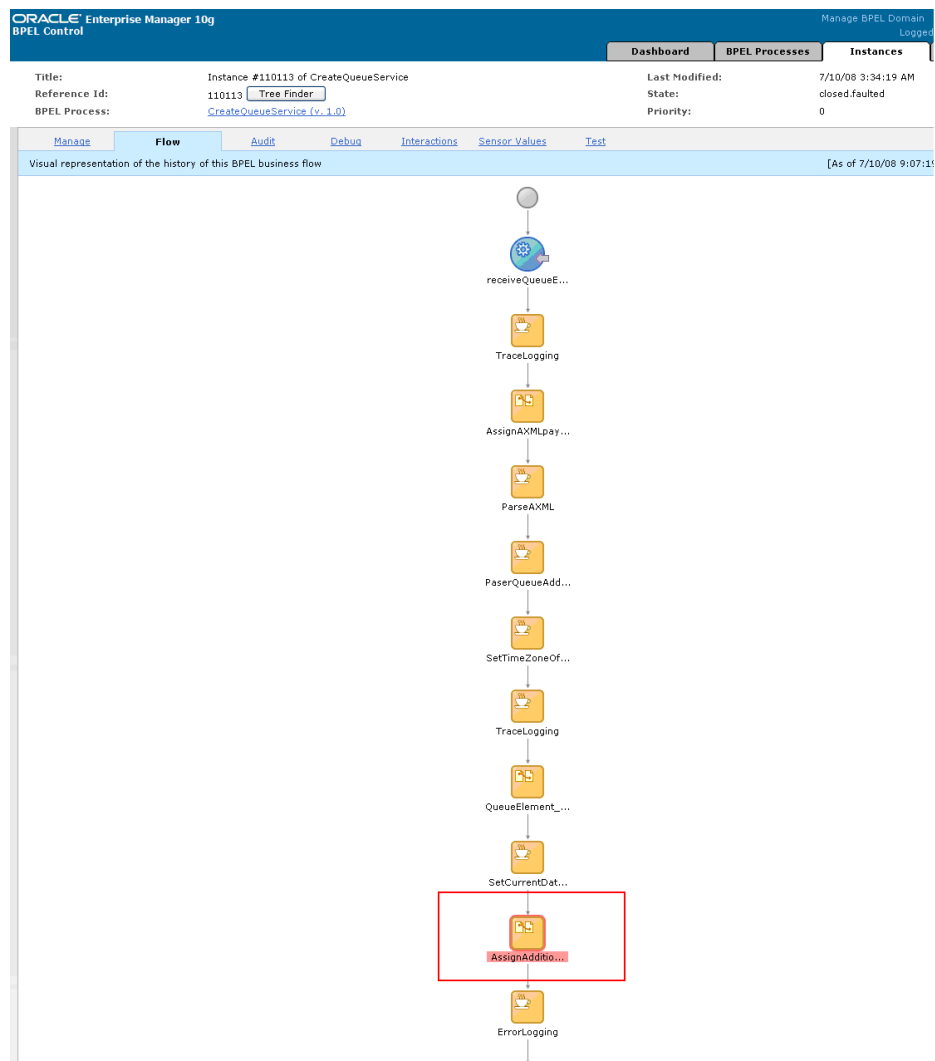 ORACLE Enterprise Manager 10g
BPEL Control
Manage BPEL Domain
Logged
Dashboard BPEL Processes Instances
Title: Instance #110113 of CreateQueueService Last Modified: 7/10/08 3:34:19 AM
Reference Id: 110113 Tree Finder State: closed.faulted
BPEL Process: CreateQueueService (v. 1.0) Priority: 0
Manage Flow Audit Debug Interactions Sensor Values Test
Visual representation of the history of this BPEL business flow [As of 7/10/08 9:07:19
receiveQueueE...
TraceLogging
AssignAXMLpay...
ParseAXML
PaserQueueAdd...
SetTimeZoneOf...
TraceLogging
QueueElement_...
SetCurrentDat...
AssignAdditio...
ErrorLogging